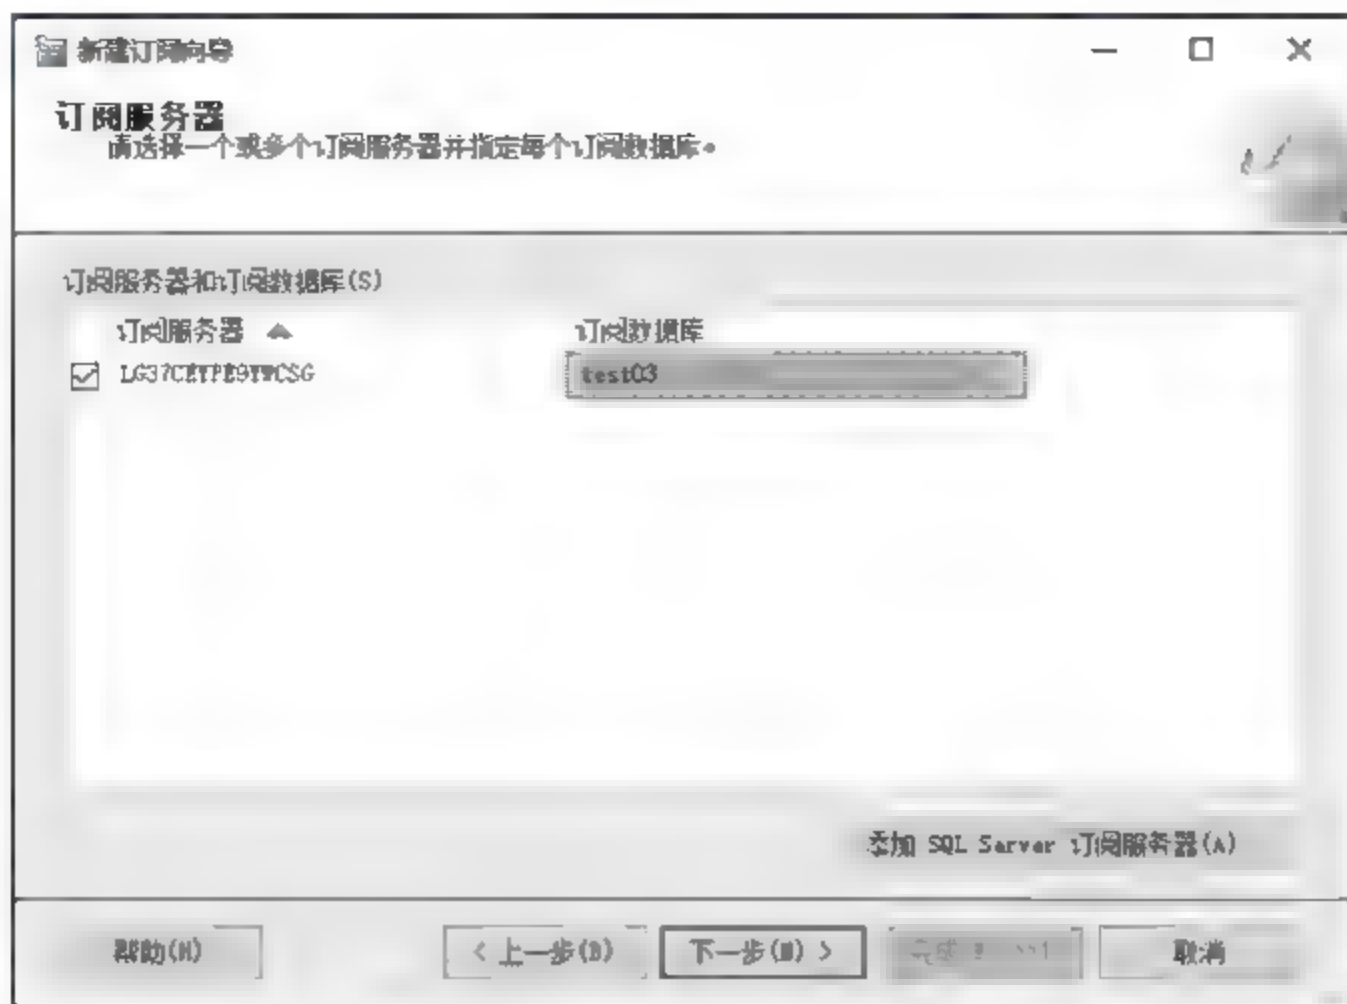 新建订阅向导
订阅服务器
请选择一个或多个订阅服务器并指定每个订阅数据库。
订阅服务器和订阅数据库(S)
订阅服务器 订阅数据库
test03
添加 SQL Server 订阅服务器(A)
帮助(H) < 上一步(B) 下一步(N) > 取消